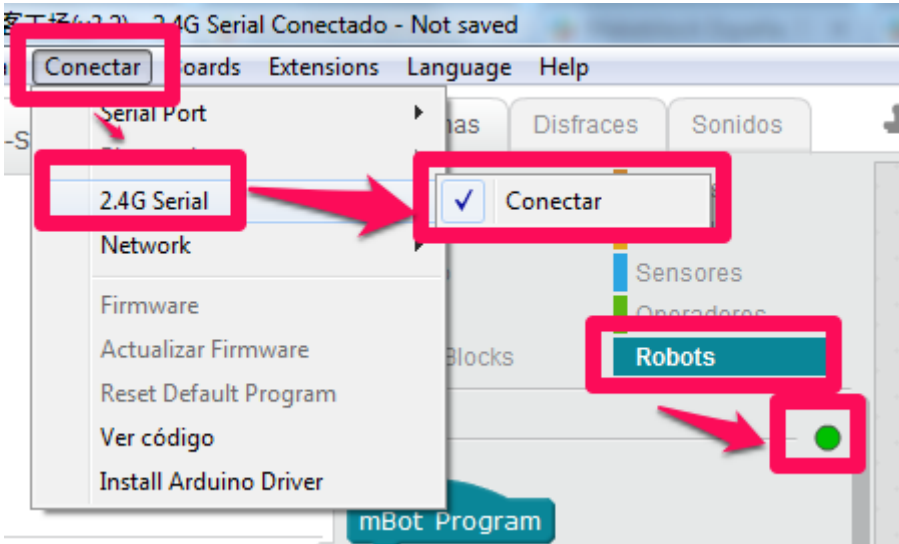 2.4G Serial Conectado - Not saved
Conectar Boards Extensions Language Help
Serial Port
Disfraces Sonidos
2.4G Serial
Conectar
Network
Sensores
Firmware
Operadores
Actualizar Firmware
Blocks
Robots
Reset Default Program
Ver código
Install Arduino Driver
mBot Program